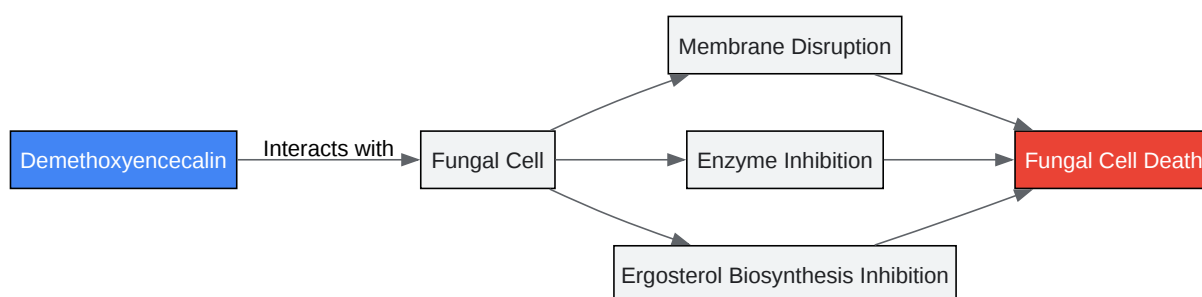 Demethoxyencecalin
Interacts with
Fungal Cell
Membrane Disruption
Enzyme Inhibition
Ergosterol Biosynthesis Inhibition
Fungal Cell Death